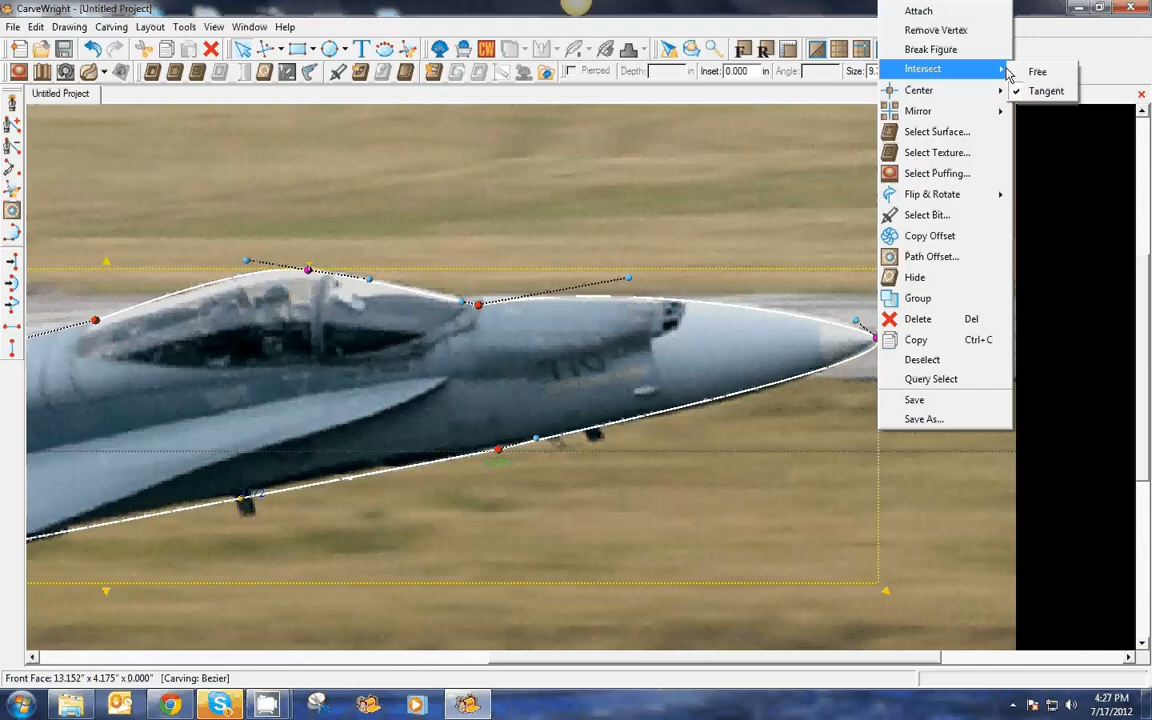 CarveWright - [Untitled Project]
File Edit Drawing Carving Layout Tools View Window Help
Pierced Depth: Inset: 0.000 in Angle: Size:
Untitled Project
Attach
Remove Vertex
Break Figure
Intersect
Free
Tangent
Center
Mirror
Select Surface...
Select Texture...
Select Puffing...
Flip & Rotate
Select Bit...
Copy Offset
Path Offset...
Hide
Group
Delete Del
Copy Ctrl+C
Deselect
Query Select
Save
Save As...
Front Face: 13.152" x 4.175" x 0.000" [Carving: Bezier]
4:27 PM
7/17/2012